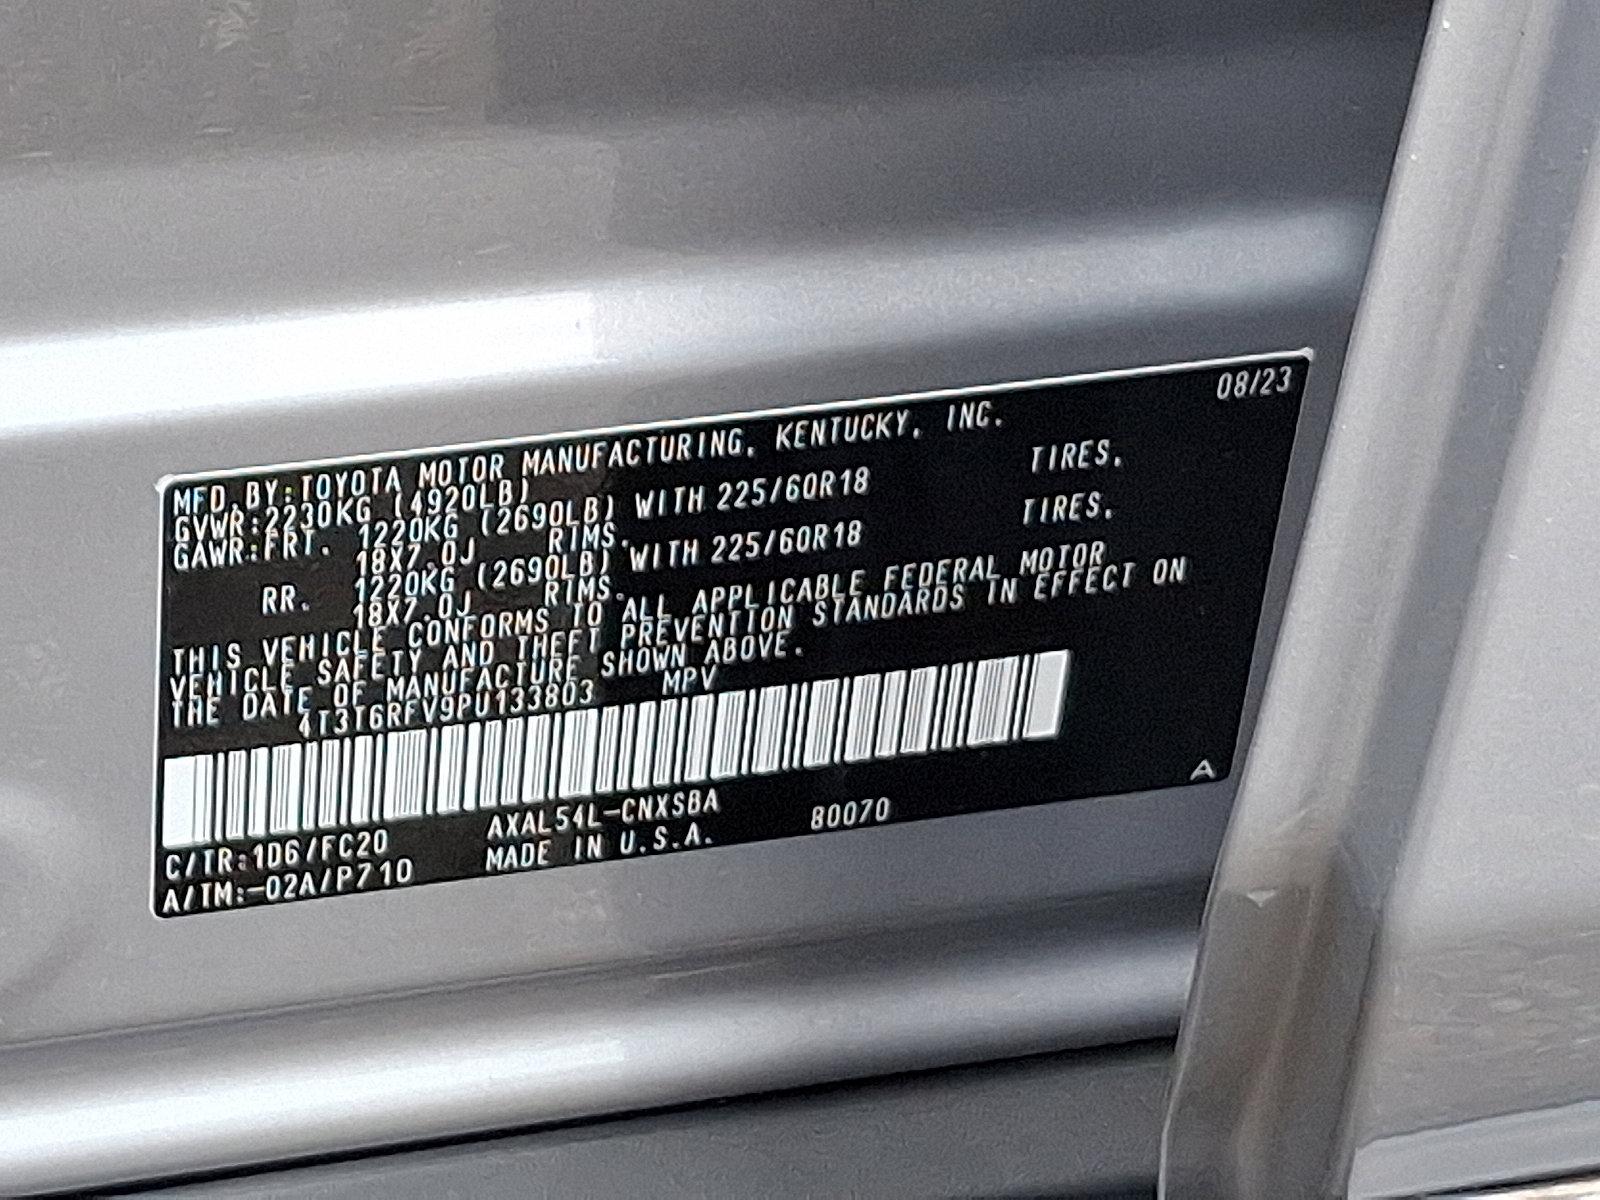 08/23
MFD.BY:TOYOTA MOTOR MANUFACTURING, KENTUCKY, INC.
GVWR:2230KG (4920LB)
GAWR:FRT. 1220KG (2690LB) WITH 225/60R18 TIRES,
18X7.0J RIMS.
RR. 1220KG (2690LB) WITH 225/60R18 TIRES,
18X7.0J RIMS.
THIS VEHICLE CONFORMS TO ALL APPLICABLE FEDERAL MOTOR
VEHICLE SAFETY AND THEFT PREVENTION STANDARDS IN EFFECT ON
THE DATE OF MANUFACTURE SHOWN ABOVE.
4T3T6RFV9PU133803 MPV
C/TR:1D6/FC20 AXAL54L-CNXSBA 80070 A
A/TM:-02A/P710 MADE IN U.S.A.